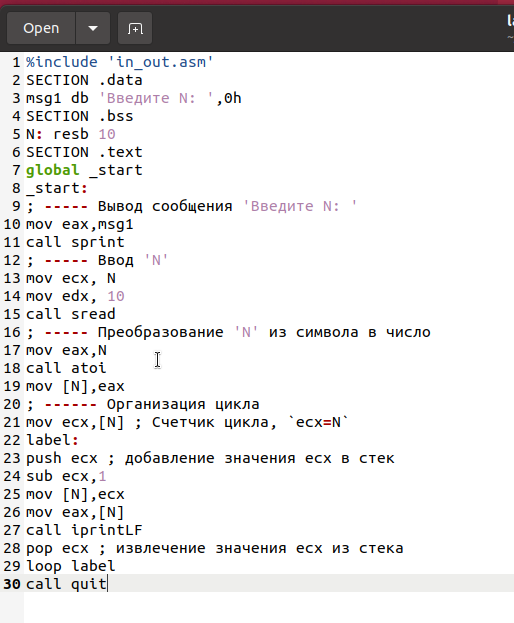 Open
la
~
1 %include 'in_out.asm'
2 SECTION .data
3 msg1 db 'Введите N: ',0h
4 SECTION .bss
5 N: resb 10
6 SECTION .text
7 global _start
8 _start:
9 ; ----- Вывод сообщения 'Введите N: '
10 mov eax,msg1
11 call sprint
12 ; ----- Ввод 'N'
13 mov ecx, N
14 mov edx, 10
15 call sread
16 ; ----- Преобразование 'N' из символа в число
17 mov eax,N
18 call atoi
19 mov [N],eax
20 ; ------ Организация цикла
21 mov ecx,[N] ; Счетчик цикла, `ecx=N`
22 label:
23 push ecx ; добавление значения ecx в стек
24 sub ecx,1
25 mov [N],ecx
26 mov eax,[N]
27 call iprintLF
28 pop ecx ; извлечение значения ecx из стека
29 loop label
30 call quit